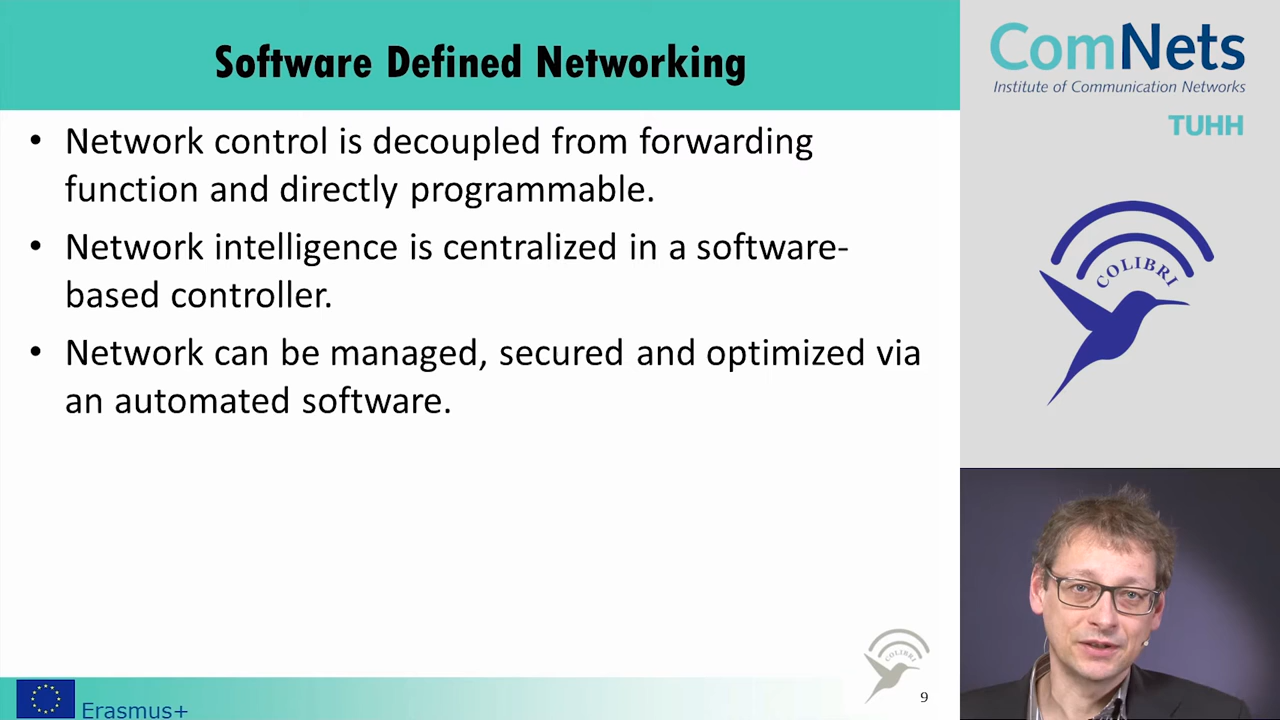 Software Defined Networking
• Network control is decoupled from forwarding
function and directly programmable.
• Network intelligence is centralized in a software-
based controller.
• Network can be managed, secured and optimized via
an automated software.
COLIBRI
9
Erasmus+
ComNets
Institute of Communication Networks
TUHH
COLIBRI